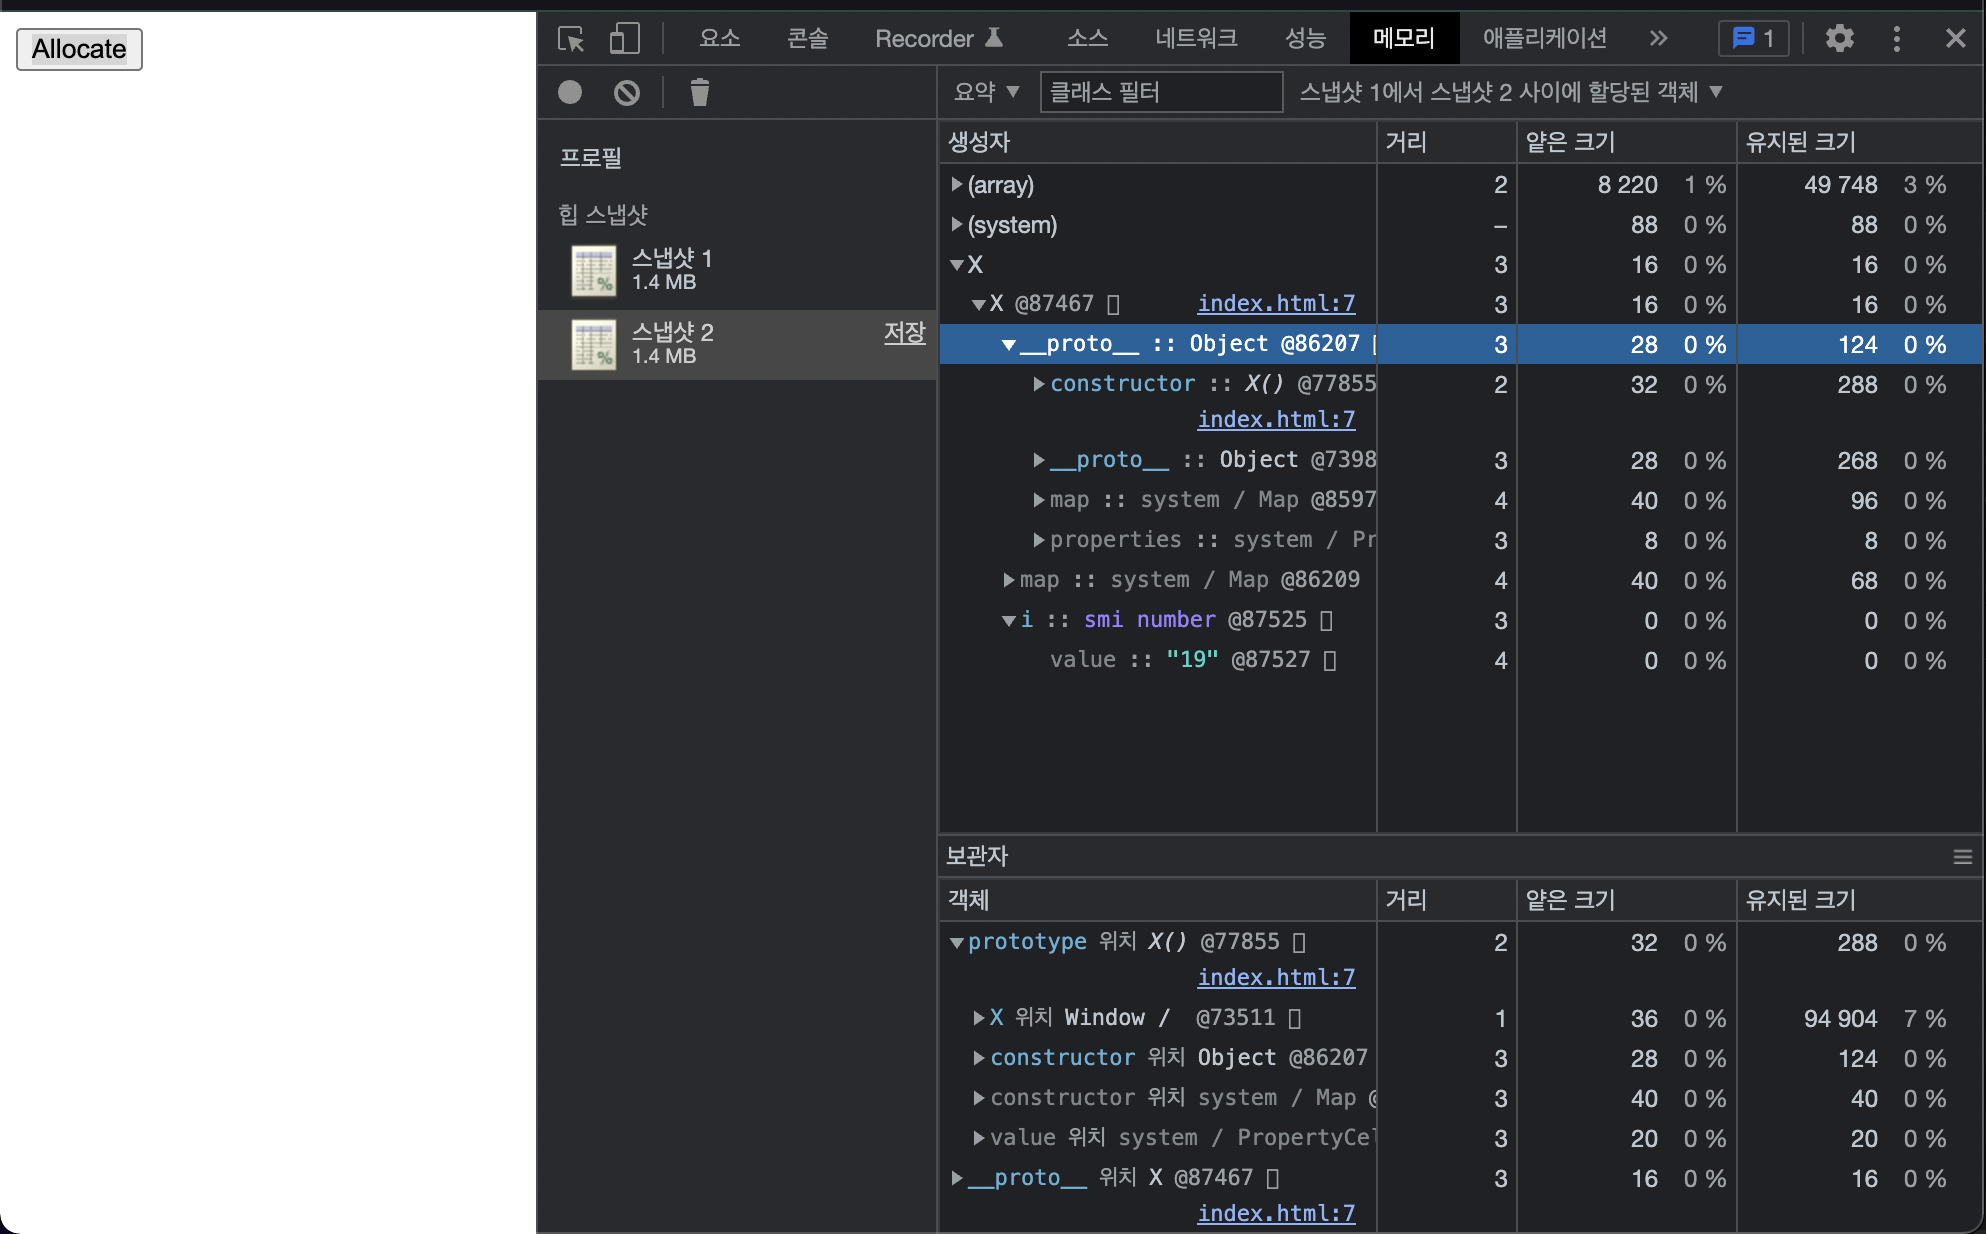 Allocate
요소 콘솔 Recorder 소스 네트워크 성능 메모리 애플리케이션 » 1
요약 ▼ 클래스 필터 스냅샷 1에서 스냅샷 2 사이에 할당된 객체 ▼
프로필
힙 스냅샷
스냅샷 1
1.4 MB
스냅샷 2 저장
1.4 MB
생성자 거리 얕은 크기 유지된 크기
▶(array) 2 8 220 1 % 49 748 3 %
▶(system) – 88 0 % 88 0 %
▼X 3 16 0 % 16 0 %
▼X @87467 ▯ index.html:7 3 16 0 % 16 0 %
▼__proto__ :: Object @86207 3 28 0 % 124 0 %
▶constructor :: X() @77855 2 32 0 % 288 0 %
index.html:7
▶__proto__ :: Object @7398 3 28 0 % 268 0 %
▶map :: system / Map @8597 4 40 0 % 96 0 %
▶properties :: system / Pr 3 8 0 % 8 0 %
▶map :: system / Map @86209 4 40 0 % 68 0 %
▼i :: smi number @87525 ▯ 3 0 0 % 0 0 %
value :: "19" @87527 ▯ 4 0 0 % 0 0 %
보관자
객체 거리 얕은 크기 유지된 크기
▼prototype 위치 X() @77855 ▯ 2 32 0 % 288 0 %
index.html:7
▶X 위치 Window / @73511 ▯ 1 36 0 % 94 904 7 %
▶constructor 위치 Object @86207 3 28 0 % 124 0 %
▶constructor 위치 system / Map @ 3 40 0 % 40 0 %
▶value 위치 system / PropertyCel 3 20 0 % 20 0 %
▶__proto__ 위치 X @87467 ▯ 3 16 0 % 16 0 %
index.html:7